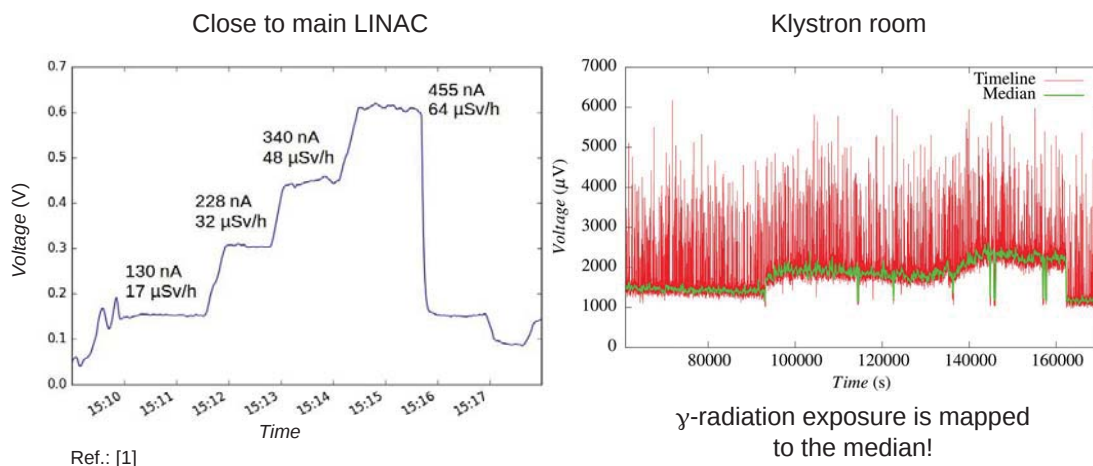 Close to main LINAC
0.7
0.6
0.5
0.4
0.3
0.2
0.1
0.0
Voltage (V)
130 nA
17 µSv/h
228 nA
32 µSv/h
340 nA
48 µSv/h
455 nA
64 µSv/h
15:10
15:11
15:12
15:13
15:14
15:15
15:16
15:17
Time
Ref.: [1]
Klystron room
7000
6000
5000
4000
3000
2000
1000
0
Voltage (µV)
Timeline
Median
80000
100000
120000
140000
160000
Time (s)
γ-radiation exposure is mapped
to the median!